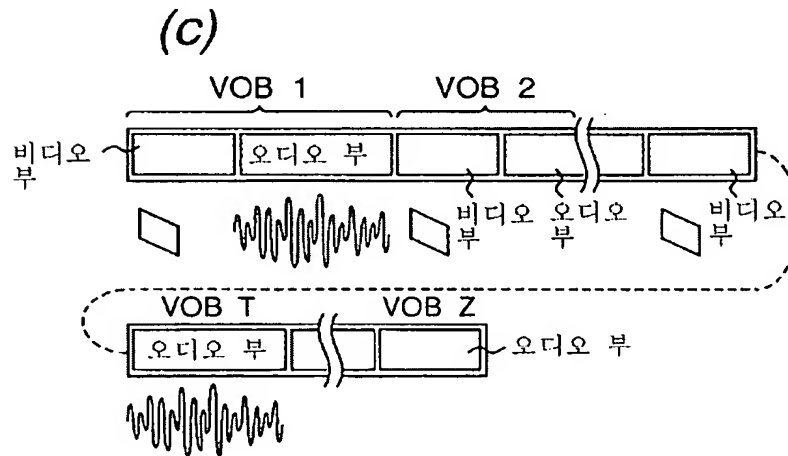 (c)
VOB 1
VOB 2
비디오
부
오디오 부
비디오
부
오디오
부
비디오
부
VOB T
VOB Z
오디오 부
오디오 부